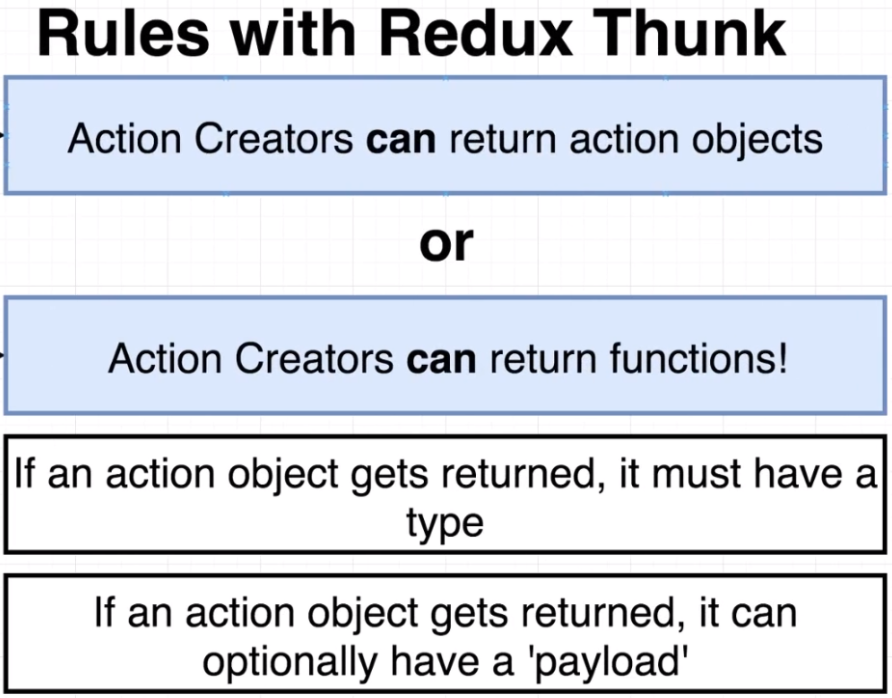 Rules with Redux Thunk
Action Creators can return action objects
or
Action Creators can return functions!
If an action object gets returned, it must have a
type
If an action object gets returned, it can
optionally have a 'payload'